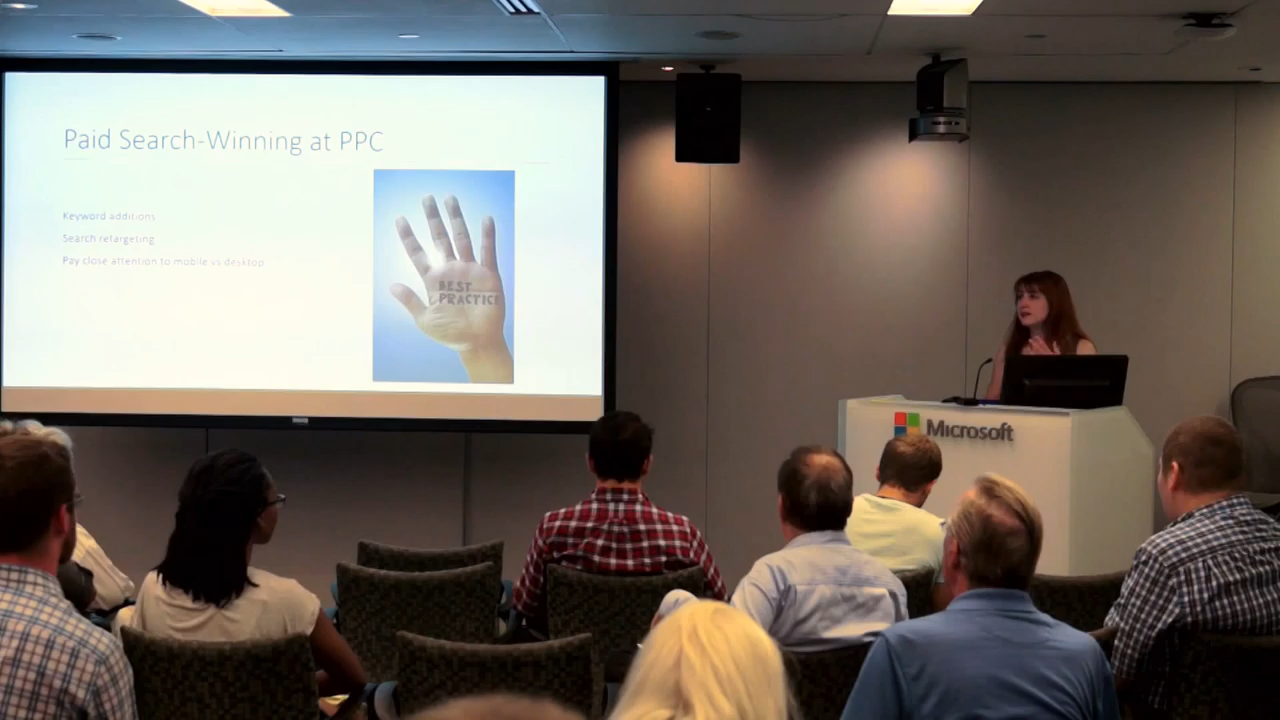 Paid Search-Winning at PPC
Keyword additions
Search retargeting
Pay close attention to mobile vs desktop
BEST
PRACTICE
Microsoft